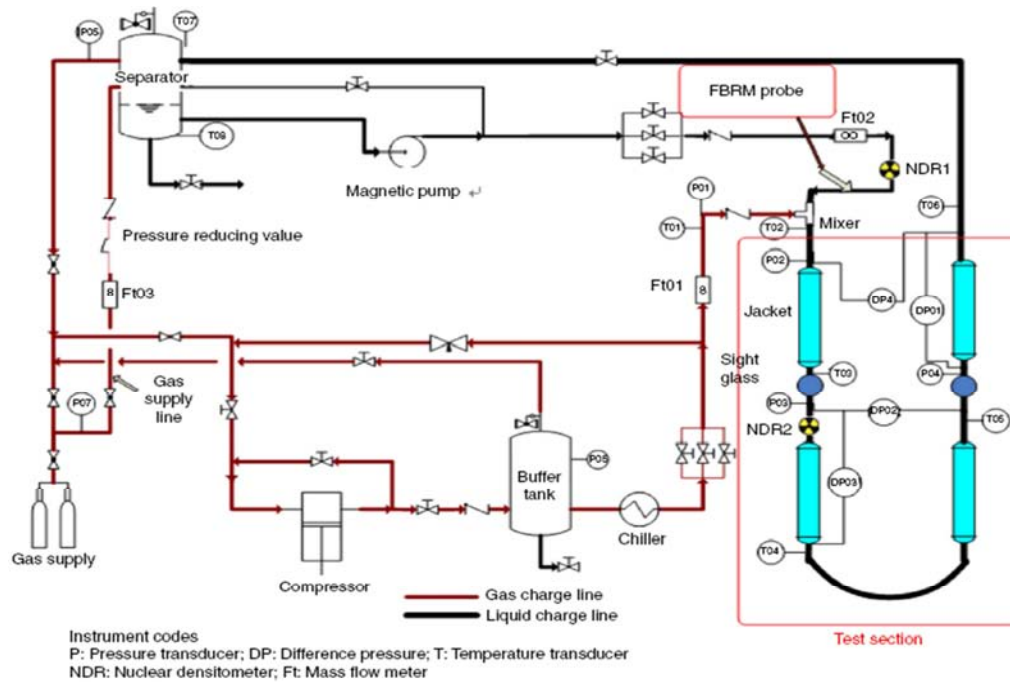 P05
T07
Separator
T08
FBRM probe
Ft02
NDR1
Magnetic pump ↵
P01
T01
T02
Mixer
T06
Pressure reducing value
P02
Ft03
8
Ft01
8
Jacket
DP4
DP01
Sight
glass
T03
P04
Gas
supply
line
P07
P03
DP02
T05
NDR2
Buffer
tank
P06
DP03
T04
Chiller
Gas supply
Compressor
Gas charge line
Liquid charge line
Test section
Instrument codes
P: Pressure transducer; DP: Difference pressure; T: Temperature transducer
NDR: Nuclear densitometer; Ft: Mass flow meter